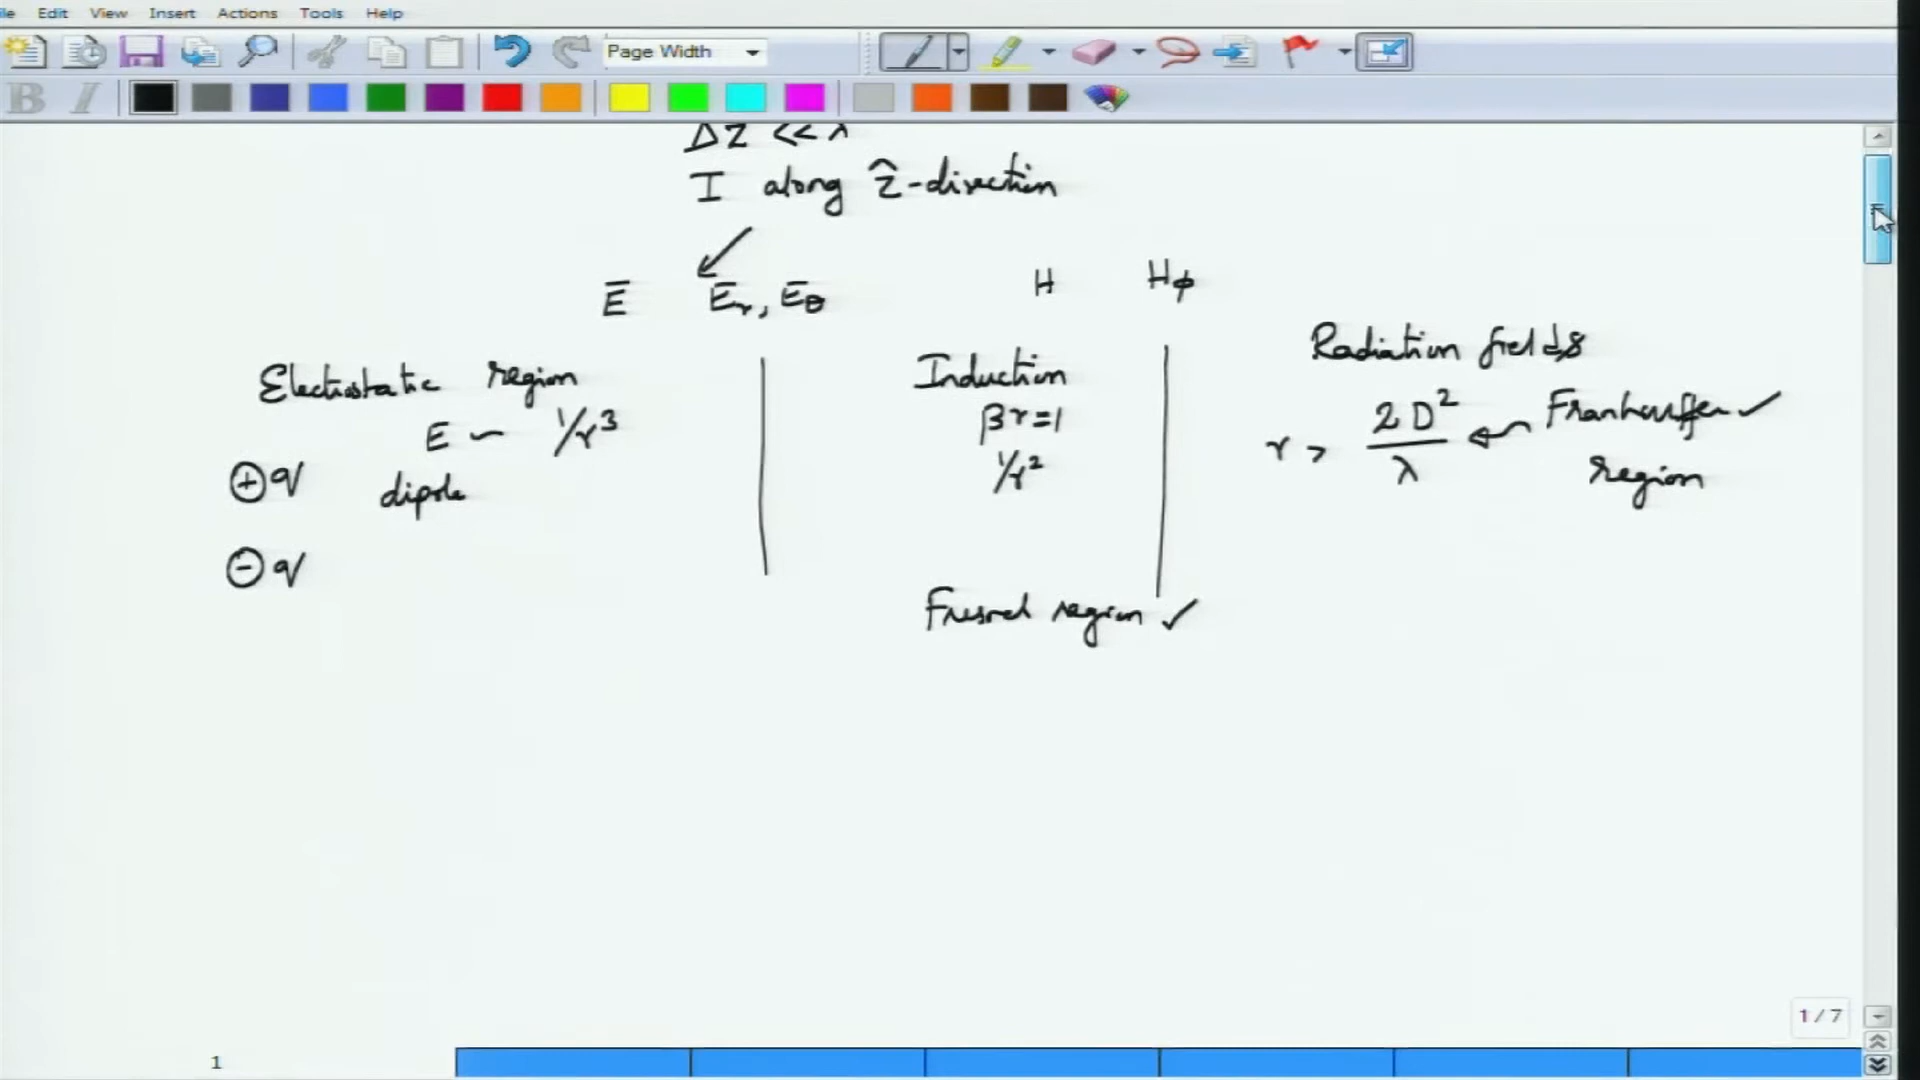 File Edit View Insert Actions Tools Help
Page Width
B I
ΔZ << λ
I along ẑ-direction
Ē Ēr, Eθ H Hφ
Electrostatic region
E ~ 1/r³
⊕q dipole
⊖q
Induction
βr=1
1/r²
Fresnel region ✓
Radiation fields
r > 2D²/λ ← Franhauffer ✓
region
1 / 7
1